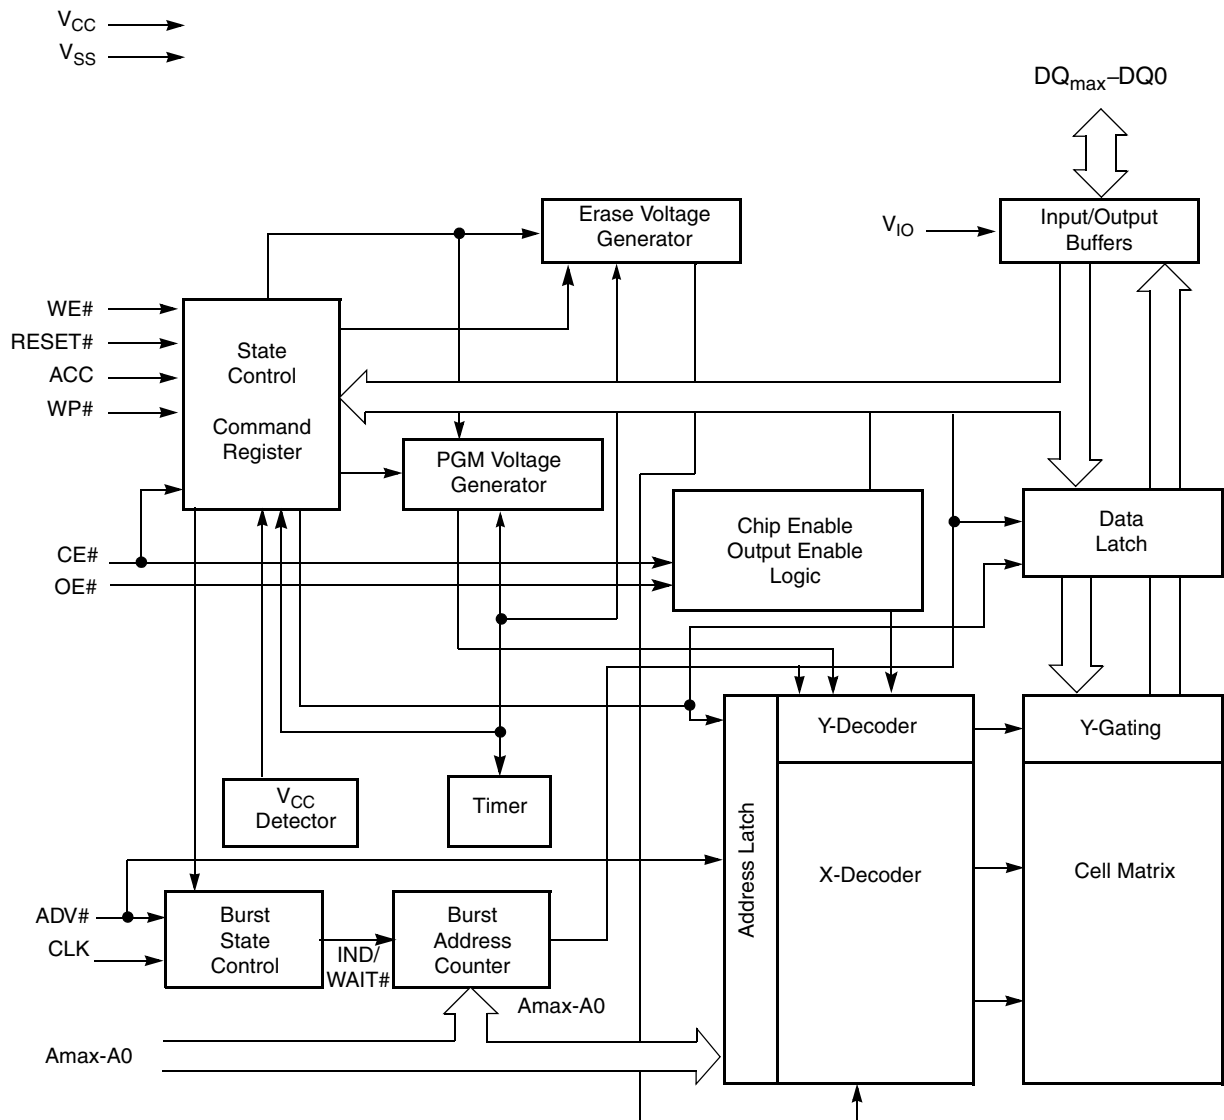 VCC
VSS
DQmax–DQ0
Erase Voltage
Generator
VIO
Input/Output
Buffers
WE#
RESET#
ACC
WP#
State
Control
Command
Register
PGM Voltage
Generator
Chip Enable
Output Enable
Logic
Data
Latch
CE#
OE#
Y-Decoder
Y-Gating
VCC
Detector
Timer
Address Latch
X-Decoder
Cell Matrix
ADV#
CLK
Burst
State
Control
IND/
WAIT#
Burst
Address
Counter
Amax-A0
Amax-A0